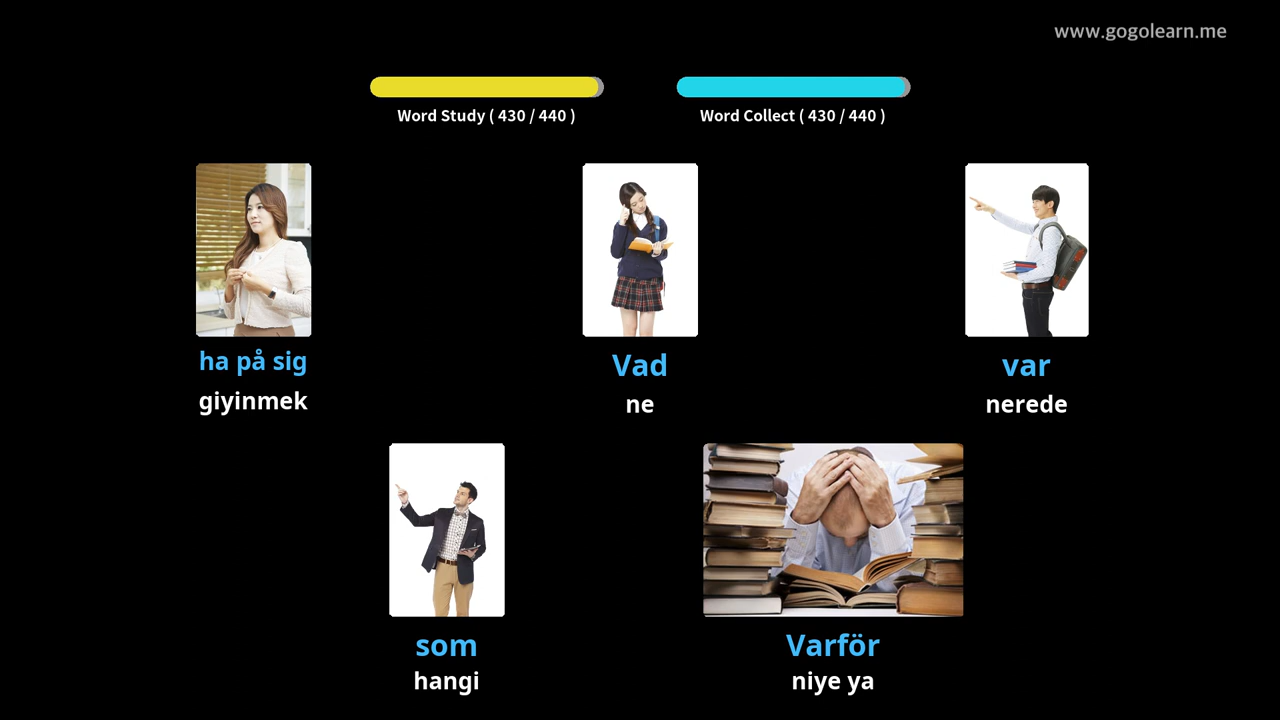 www.gogolearn.me
Word Study ( 430 / 440 )
Word Collect ( 430 / 440 )
ha på sig
giyinmek
Vad
ne
var
nerede
som
hangi
Varför
niye ya